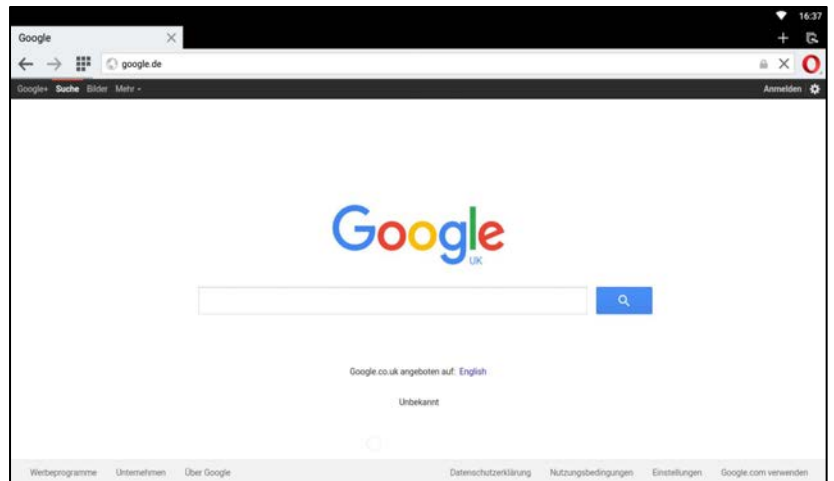 16:37
Google
google.de
Google+ Suche Bilder Mehr
Anmelden
Google
UK
Google.co.uk angeboten auf: English
Unbekannt
Werbeprogramme Unternehmen Über Google Datenschutzerklärung Nutzungsbedingungen Einstellungen Google.com verwenden